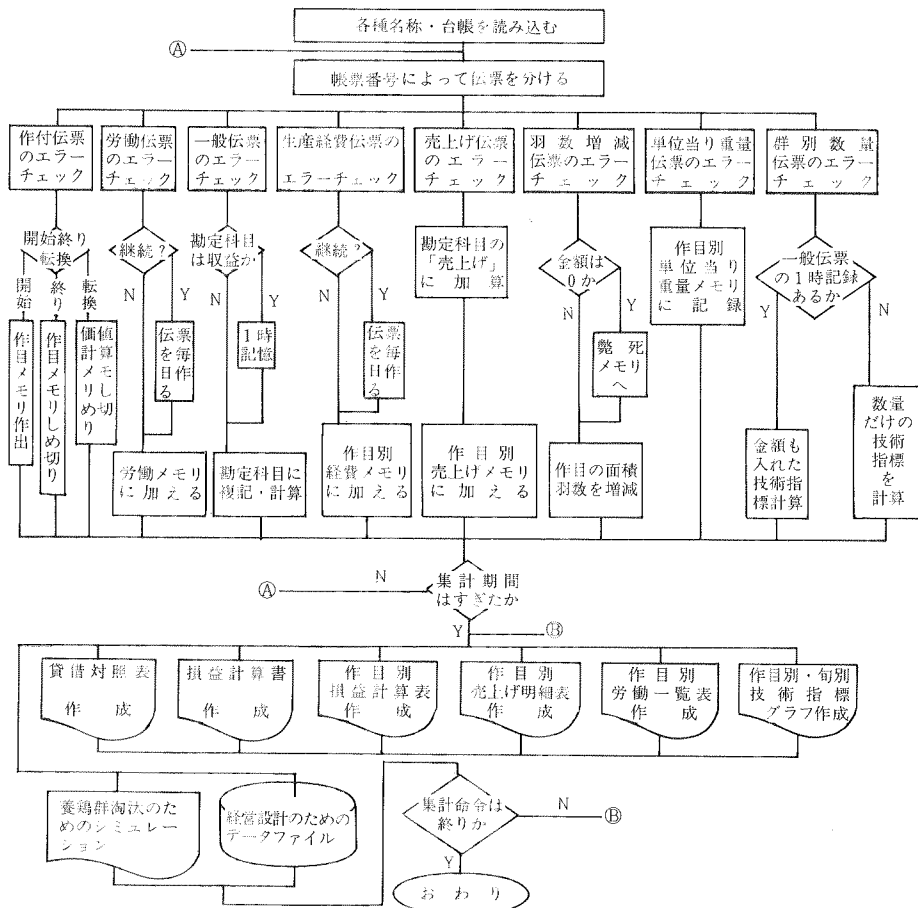 各種名称・台帳を読み込む
Ⓐ
帳票番号によって伝票を分ける
作付伝票
のエラー
チェック
労働伝票
のエラー
チェック
一般伝票
のエラー
チェック
生産経費伝票の
エラーチェック
売上げ伝票
のエラー
チェック
羽数増減
伝票のエラー
チェック
単位当り重量
伝票のエラー
チェック
群別数量
伝票のエラー
チェック
開始終り
転換
開始
終り
転換
作目メモリ作出
作目メモリしめ切り
価値
計算
メモ
リし
め切
り
継続?
N
Y
伝票
を毎
日作
る
労働メモリ
に加える
勘定科目
は収益か
N
Y
1時
記憶
勘定科目に
複記・計算
継続?
N
Y
伝票
を毎
日作
る
作目別
経費メモリ
に加える
勘定科目の
「売上げ」
に加算
作目別
売上げメモリ
に加える
金額は
0か
N
Y
斃死
メモリ
へ
作目の面積
羽数を増減
作目別
単位当り
重量メモリ
に記録
一般伝票
の1時記録
あるか
Y
N
金額も
入れた
技術指
標計算
数量
だけの
技術
指標
を
計算
集計期間
はすぎたか
N
Ⓐ
Y
Ⓑ
貸借対照表
作成
損益計算書
作成
作目別
損益計算表
作成
作目別
売上げ明細表
作成
作目別
労働一覧表
作成
作目別・旬別
技術指標
グラフ作成
養鶏群淘汰のた
めのシミュレー
ション
経営設計のための
データファイル
集計命令は
終りか
N
Ⓑ
Y
おわり